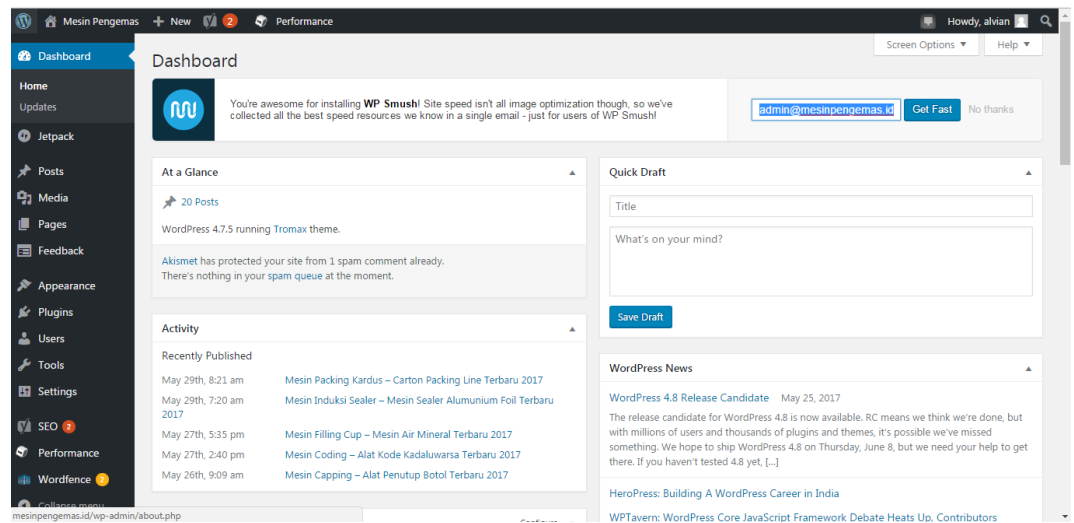 Mesin Pengemas
+ New
2
Performance
Howdy, alvian
Dashboard
Home
Updates
Jetpack
Posts
Media
Pages
Feedback
Appearance
Plugins
Users
Tools
Settings
SEO 2
Performance
Wordfence 2
Collapse menu
mesinpengemas.id/wp-admin/about.php
Screen Options ▼
Help ▼
Dashboard
You're awesome for installing WP Smush! Site speed isn't all image optimization though, so we've
collected all the best speed resources we know in a single email - just for users of WP Smush!
admin@mesinpengemas.id
Get Fast
No thanks
At a Glance
20 Posts
WordPress 4.7.5 running Tromax theme.
Akismet has protected your site from 1 spam comment already.
There's nothing in your spam queue at the moment.
Activity
Recently Published
May 29th, 8:21 am Mesin Packing Kardus – Carton Packing Line Terbaru 2017
May 29th, 7:20 am Mesin Induksi Sealer – Mesin Sealer Alumunium Foil Terbaru
2017
May 27th, 5:35 pm Mesin Filling Cup – Mesin Air Mineral Terbaru 2017
May 27th, 2:40 pm Mesin Coding – Alat Kode Kadaluwarsa Terbaru 2017
May 26th, 9:09 am Mesin Capping – Alat Penutup Botol Terbaru 2017
Configure
Quick Draft
Title
What's on your mind?
Save Draft
WordPress News
WordPress 4.8 Release Candidate May 25, 2017
The release candidate for WordPress 4.8 is now available. RC means we think we're done, but
with millions of users and thousands of plugins and themes, it's possible we've missed
something. We hope to ship WordPress 4.8 on Thursday, June 8, but we need your help to get
there. If you haven't tested 4.8 yet, […]
HeroPress: Building A WordPress Career in India
WPTavern: WordPress Core JavaScript Framework Debate Heats Up, Contributors